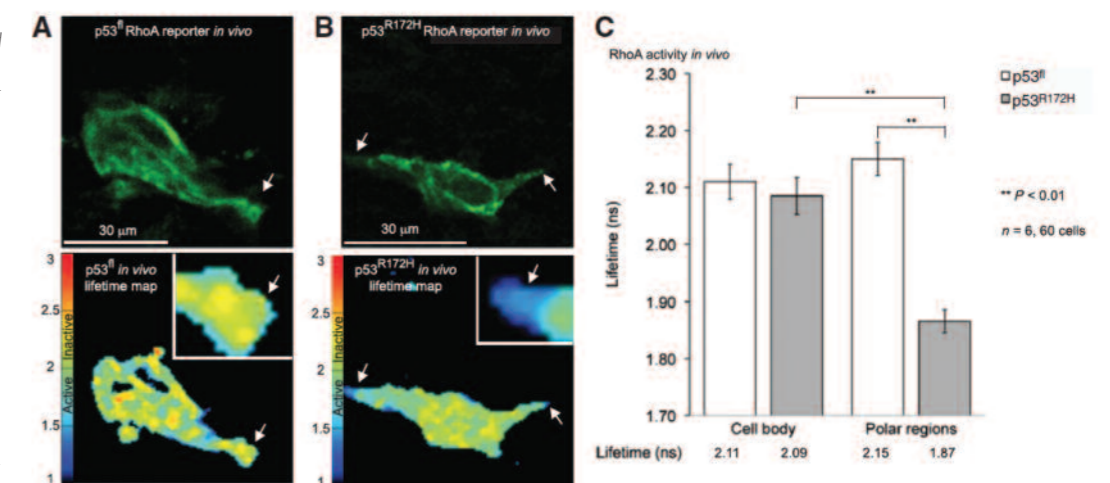 A
p53fl RhoA reporter in vivo
30 μm
3
2.5
2
1.5
1
Inactive
Active
p53fl in vivo
lifetime map
B
p53R172H RhoA reporter in vivo
30 μm
3
2.5
2
1.5
1
Inactive
Active
p53R172H in vivo
lifetime map
C
RhoA activity in vivo
2.30
2.20
2.10
2.00
1.90
1.80
1.70
Lifetime (ns)
**
**
p53fl
p53R172H
** P < 0.01
n = 6, 60 cells
Cell body Polar regions
Lifetime (ns) 2.11 2.09 2.15 1.87